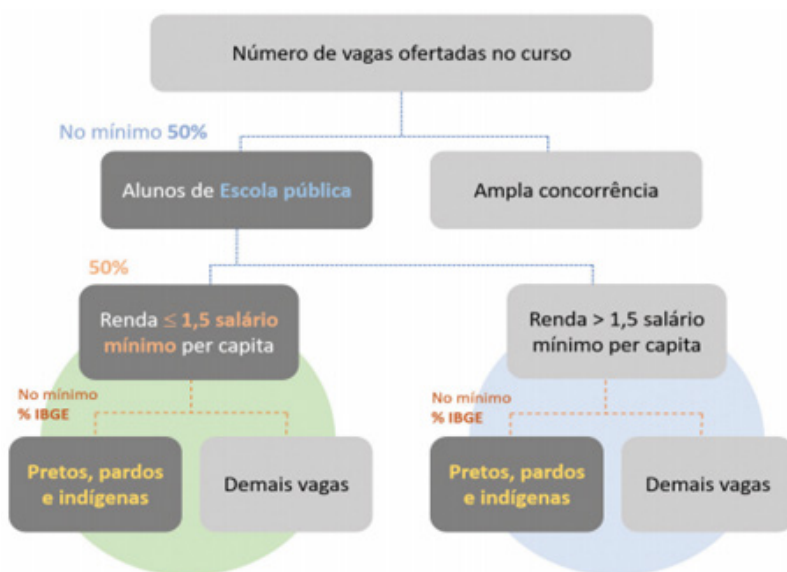 Número de vagas ofertadas no curso
No mínimo 50%
Alunos de Escola pública
Ampla concorrência
50%
Renda ≤ 1,5 salário
mínimo per capita
Renda > 1,5 salário
mínimo per capita
No mínimo
% IBGE
No mínimo
% IBGE
Pretos, pardos
e indígenas
Demais vagas
Pretos, pardos
e indígenas
Demais vagas